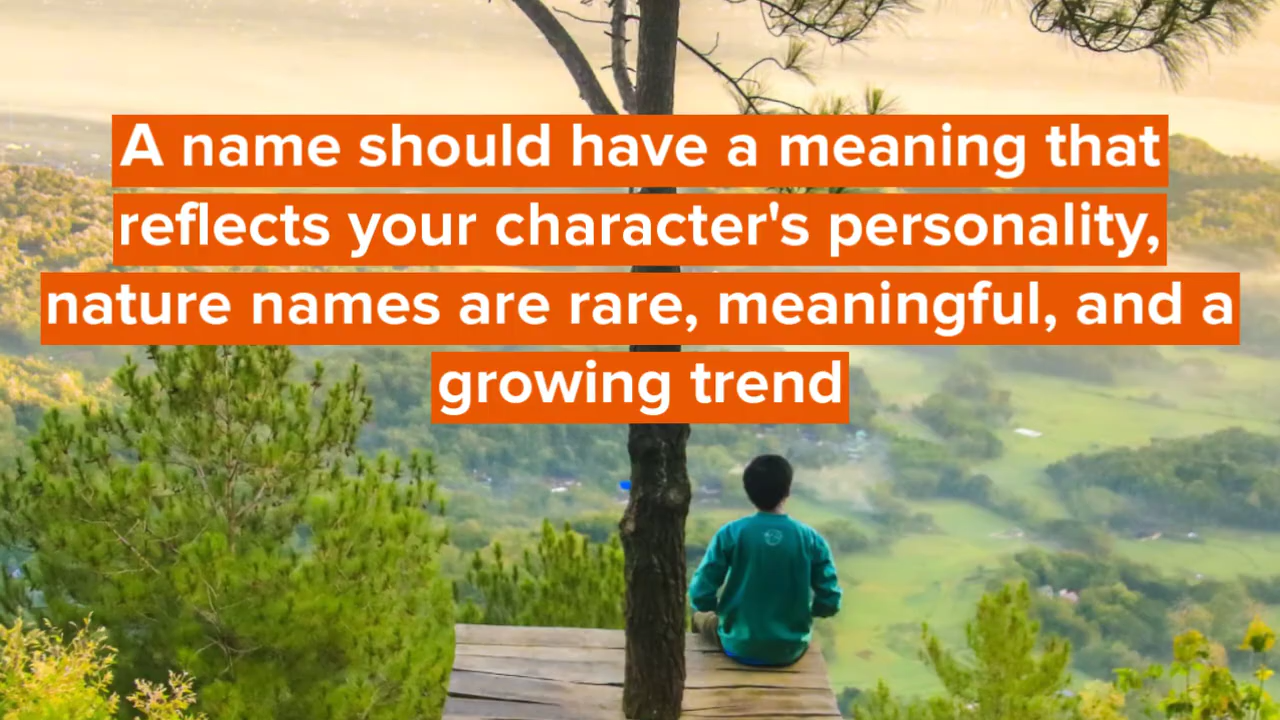 A name should have a meaning that
reflects your character's personality,
nature names are rare, meaningful, and a
growing trend